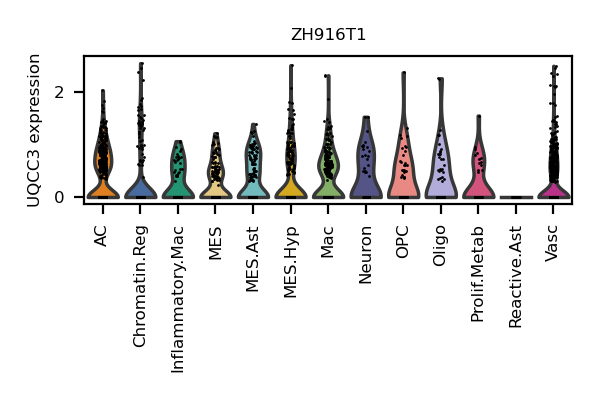 ZH916T1
UQCC3 expression
2
0
AC
Chromatin.Reg
Inflammatory.Mac
MES
MES.Ast
MES.Hyp
Mac
Neuron
OPC
Oligo
Prolif.Metab
Reactive.Ast
Vasc